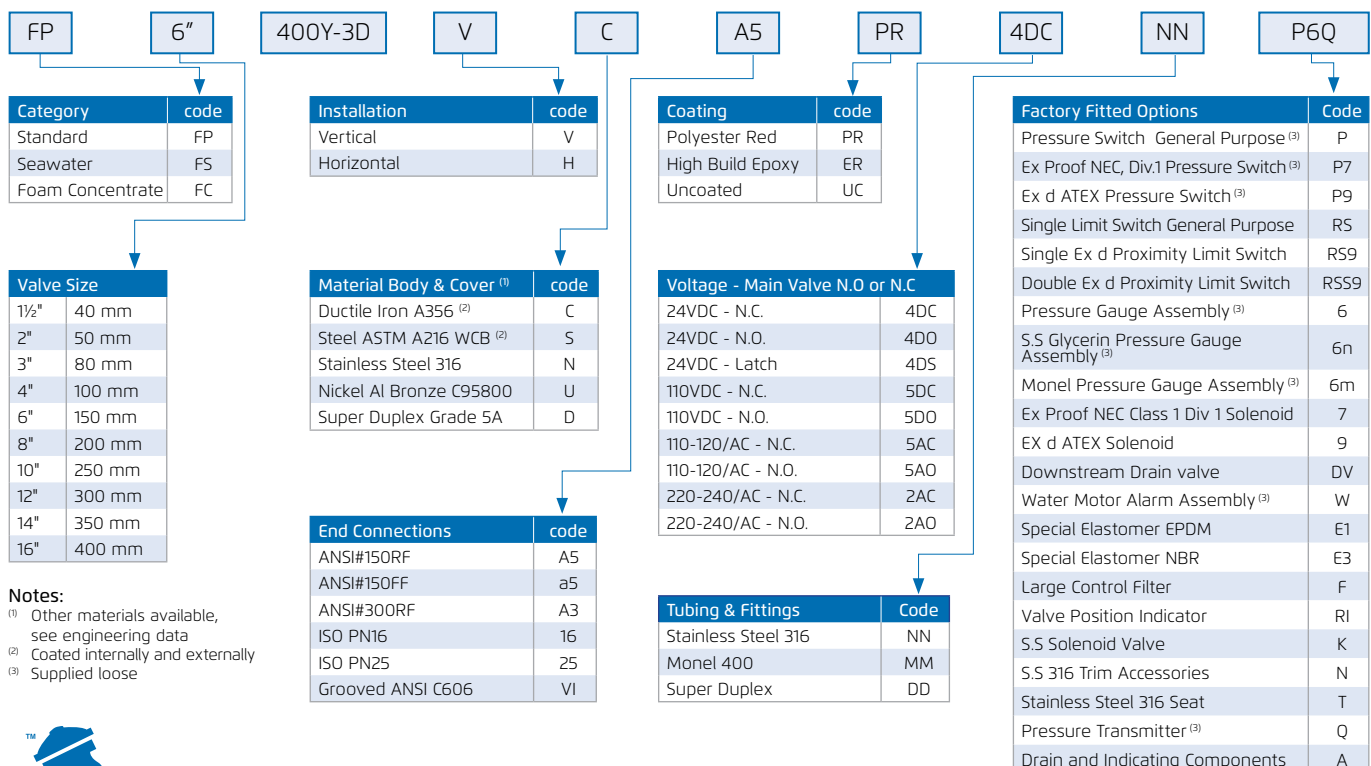 FP 6″ 400Y-3D V C A5 PR 4DC NN P6Q
Category code
Standard FP
Seawater FS
Foam Concentrate FC
Valve Size
1½" 40 mm
2" 50 mm
3" 80 mm
4" 100 mm
6" 150 mm
8" 200 mm
10" 250 mm
12" 300 mm
14" 350 mm
16" 400 mm
Notes:
(1) Other materials available,
see engineering data
(2) Coated internally and externally
(3) Supplied loose
TM
Installation code
Vertical V
Horizontal H
Material Body & Cover (1) code
Ductile Iron A356 (2) C
Steel ASTM A216 WCB (2) S
Stainless Steel 316 N
Nickel Al Bronze C95800 U
Super Duplex Grade 5A D
End Connections code
ANSI#150RF A5
ANSI#150FF a5
ANSI#300RF A3
ISO PN16 16
ISO PN25 25
Grooved ANSI C606 VI
Coating code
Polyester Red PR
High Build Epoxy ER
Uncoated UC
Voltage - Main Valve N.O or N.C
24VDC - N.C. 4DC
24VDC - N.O. 4DO
24VDC - Latch 4DS
110VDC - N.C. 5DC
110VDC - N.O. 5DO
110-120/AC - N.C. 5AC
110-120/AC - N.O. 5AO
220-240/AC - N.C. 2AC
220-240/AC - N.O. 2AO
Tubing & Fittings Code
Stainless Steel 316 NN
Monel 400 MM
Super Duplex DD
Factory Fitted Options Code
Pressure Switch General Purpose (3) P
Ex Proof NEC, Div.1 Pressure Switch (3) P7
Ex d ATEX Pressure Switch (3) P9
Single Limit Switch General Purpose RS
Single Ex d Proximity Limit Switch RS9
Double Ex d Proximity Limit Switch RSS9
Pressure Gauge Assembly (3) 6
S.S Glycerin Pressure Gauge
Assembly (3) 6n
Monel Pressure Gauge Assembly (3) 6m
Ex Proof NEC Class 1 Div 1 Solenoid 7
EX d ATEX Solenoid 9
Downstream Drain valve DV
Water Motor Alarm Assembly (3) W
Special Elastomer EPDM E1
Special Elastomer NBR E3
Large Control Filter F
Valve Position Indicator RI
S.S Solenoid Valve K
S.S 316 Trim Accessories N
Stainless Steel 316 Seat T
Pressure Transmitter (3) Q
Drain and Indicating Components A